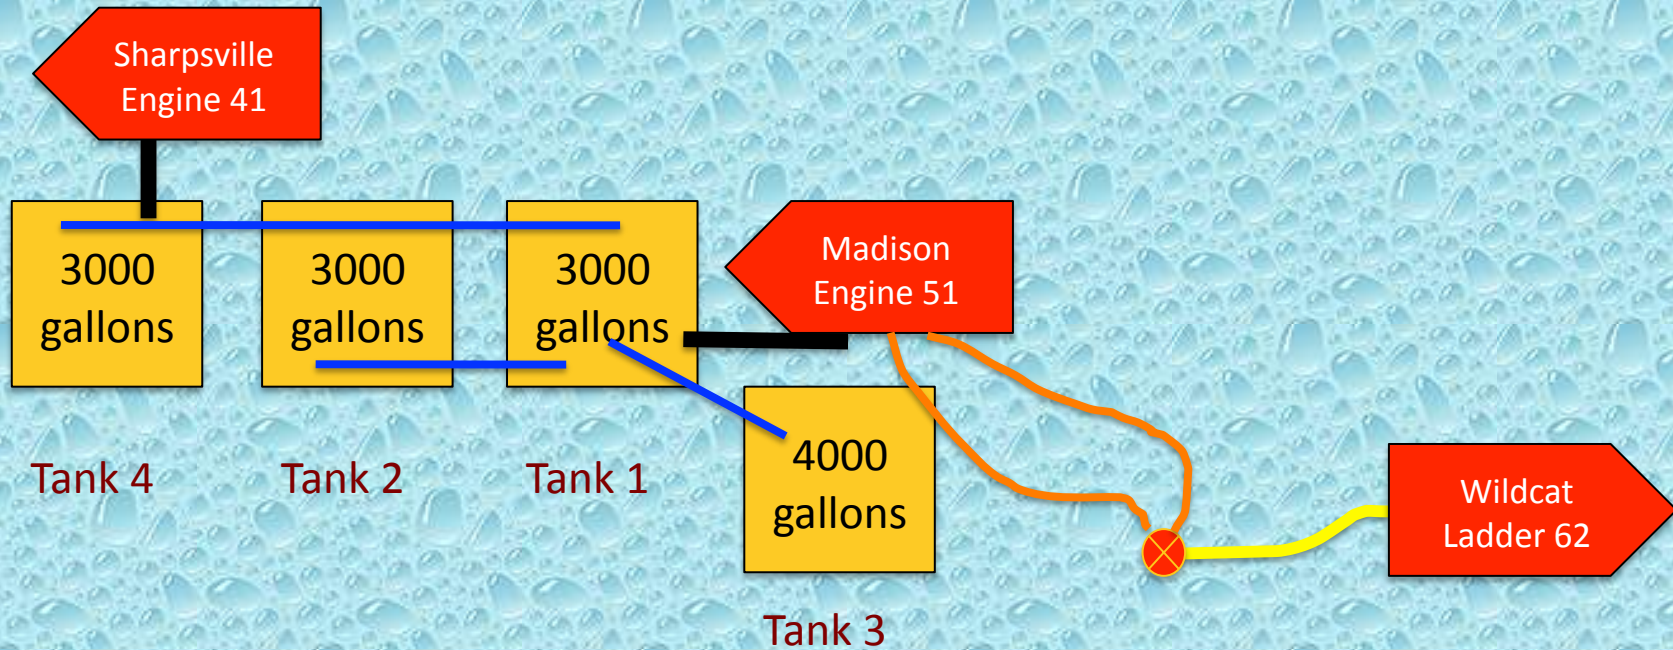 Sharpsville
Engine 41
3000
gallons
3000
gallons
3000
gallons
Madison
Engine 51
4000
gallons
Tank 4
Tank 2
Tank 1
Wildcat
Ladder 62
Tank 3